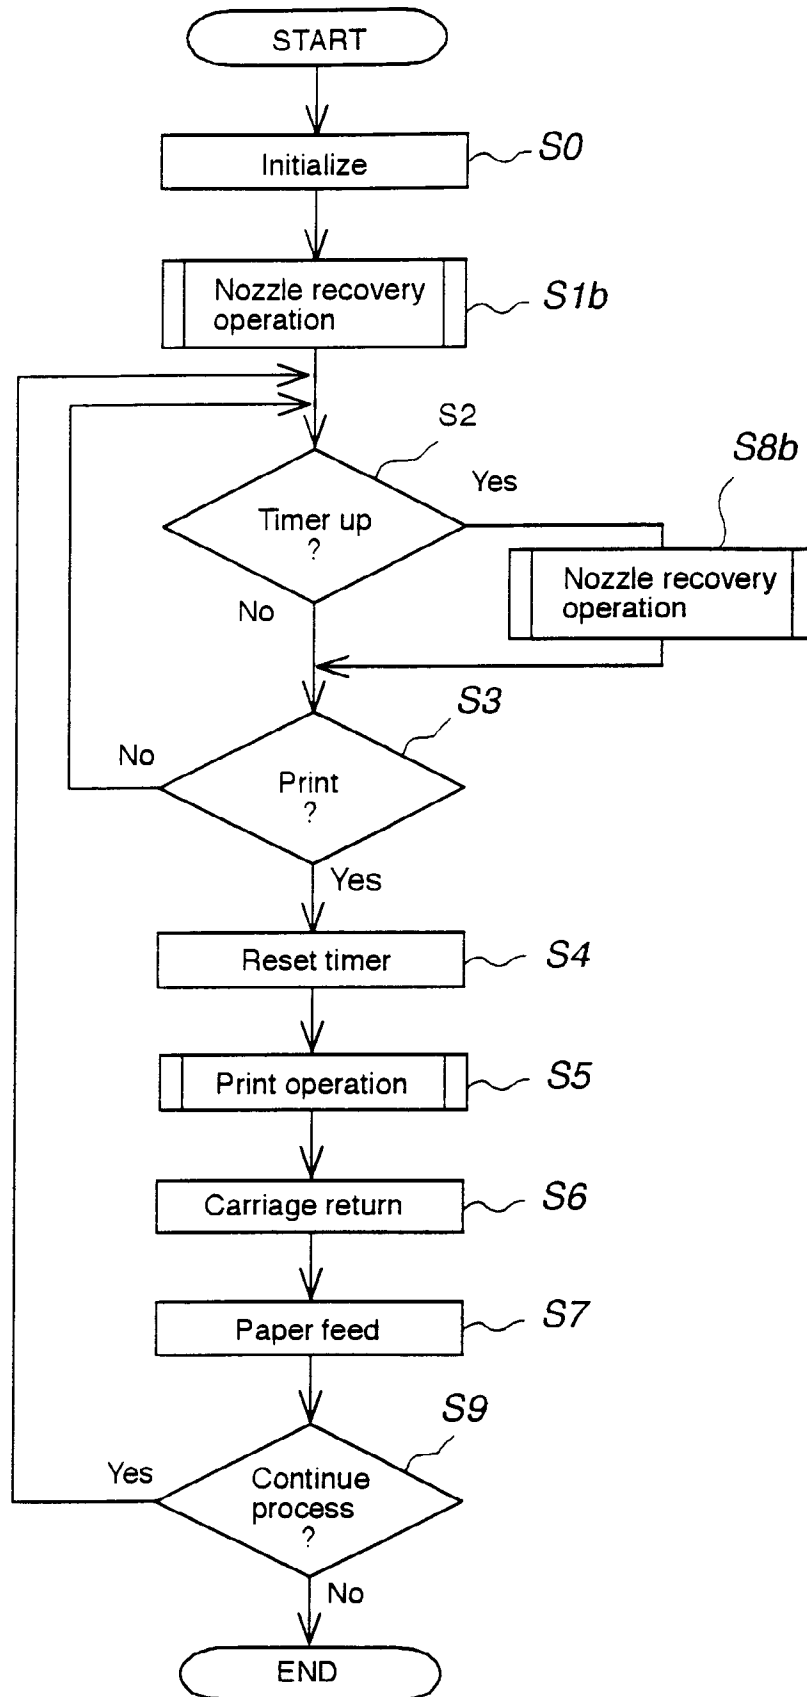 START
Initialize
S0
Nozzle recovery
operation
S1b
S2
Timer up
?
Yes
No
S8b
Nozzle recovery
operation
S3
Print
?
No
Yes
Reset timer
S4
Print operation
S5
Carriage return
S6
Paper feed
S7
S9
Continue
process
?
Yes
No
END